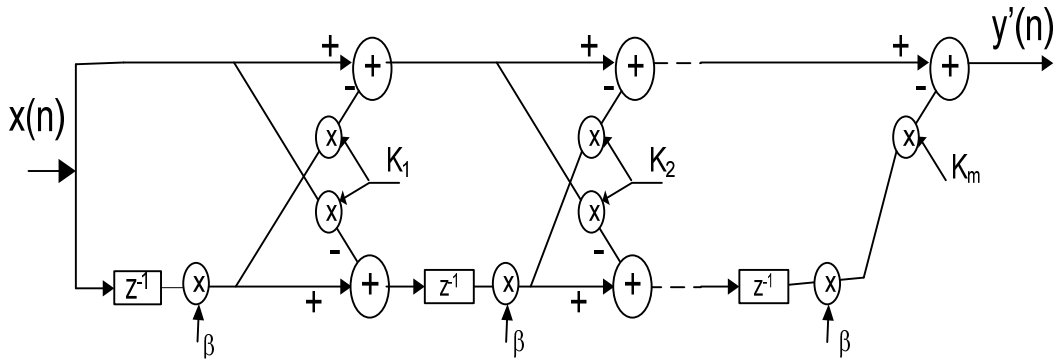 y'(n)
+ + + + + + + +
- - -
x(n)
x x x
K₁ K₂ Kₘ
x x
- -
z⁻¹ x + z⁻¹ x + z⁻¹ x
+ +
β β β